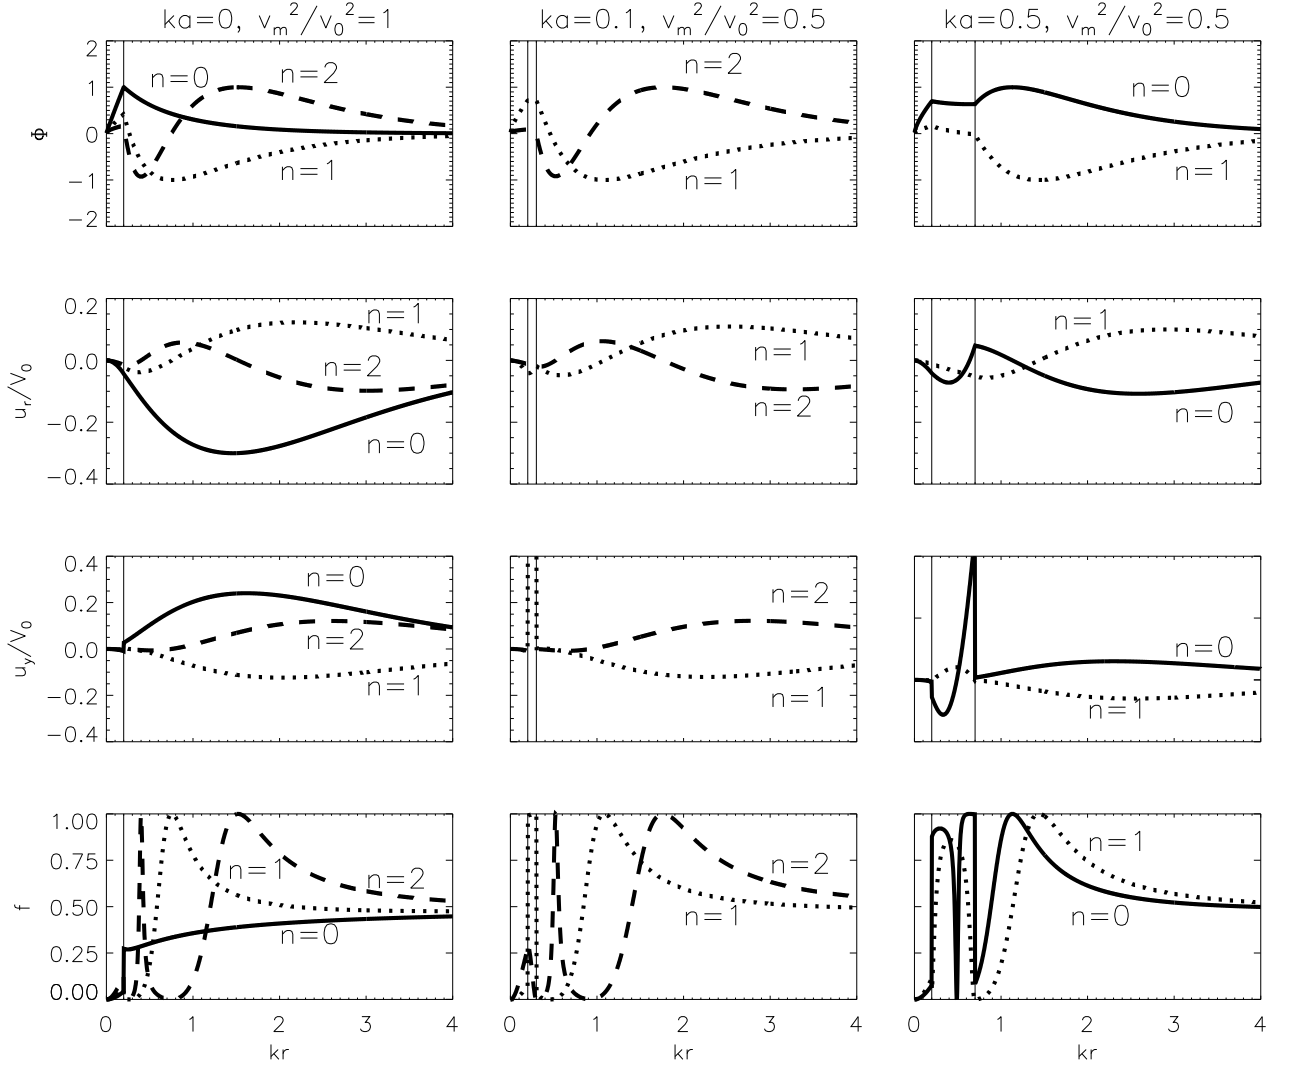 ka=0, v_m^2/v_0^2=1
ka=0.1, v_m^2/v_0^2=0.5
ka=0.5, v_m^2/v_0^2=0.5
2
1
0
−1
−2
Φ
n=0
n=2
n=1
n=2
n=1
n=0
n=1
0.2
0.0
−0.2
−0.4
u_r/V_0
n=1
n=2
n=0
n=1
n=2
n=1
n=0
0.4
0.2
0.0
−0.2
−0.4
u_y/V_0
n=0
n=2
n=1
n=2
n=1
n=0
n=1
1.00
0.75
0.50
0.25
0.00
f
n=1
n=2
n=0
n=2
n=1
n=1
n=0
0 1 2 3 4
0 1 2 3 4
0 1 2 3 4
kr
kr
kr